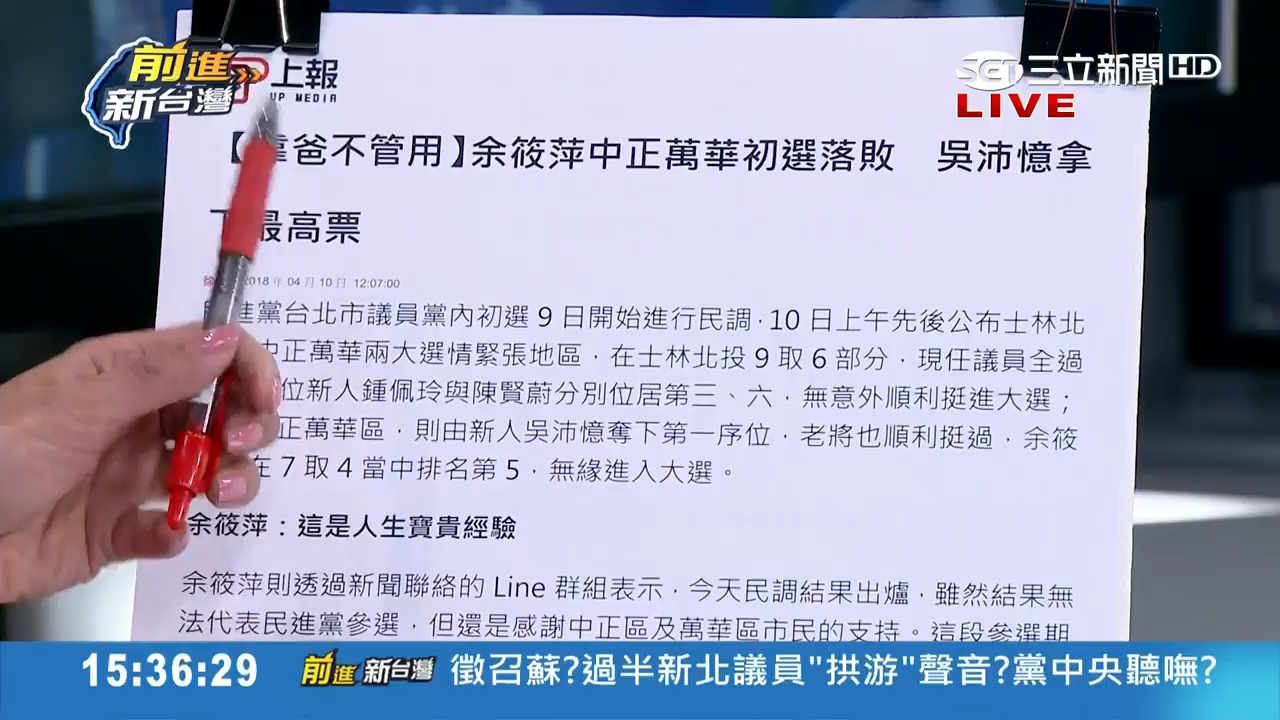 前進
新台灣
上報
UP MEDIA
SET三立新聞HD
LIVE
爸不管用】余筱萍中正萬華初選落敗 吳沛憶拿
最高票
2018 年 04 月 10 日 12:07:00
進黨台北市議員黨內初選 9 日開始進行民調，10 日上午先後公布士林北
中正萬華兩大選情緊張地區，在士林北投 9 取 6 部分，現任議員全過
位新人鍾佩玲與陳賢蔚分別位居第三、六，無意外順利挺進大選；
正萬華區，則由新人吳沛憶奪下第一序位，老將也順利挺過，余筱
在 7 取 4 當中排名第 5，無緣進入大選。
余筱萍：這是人生寶貴經驗
余筱萍則透過新聞聯絡的 Line 群組表示，今天民調結果出爐，雖然結果無
法代表民進黨參選，但還是感謝中正區及萬華區市民的支持。這段參選期
15:36:29 前進新台灣 徵召蘇?過半新北議員"拱游"聲音?黨中央聽嘸?